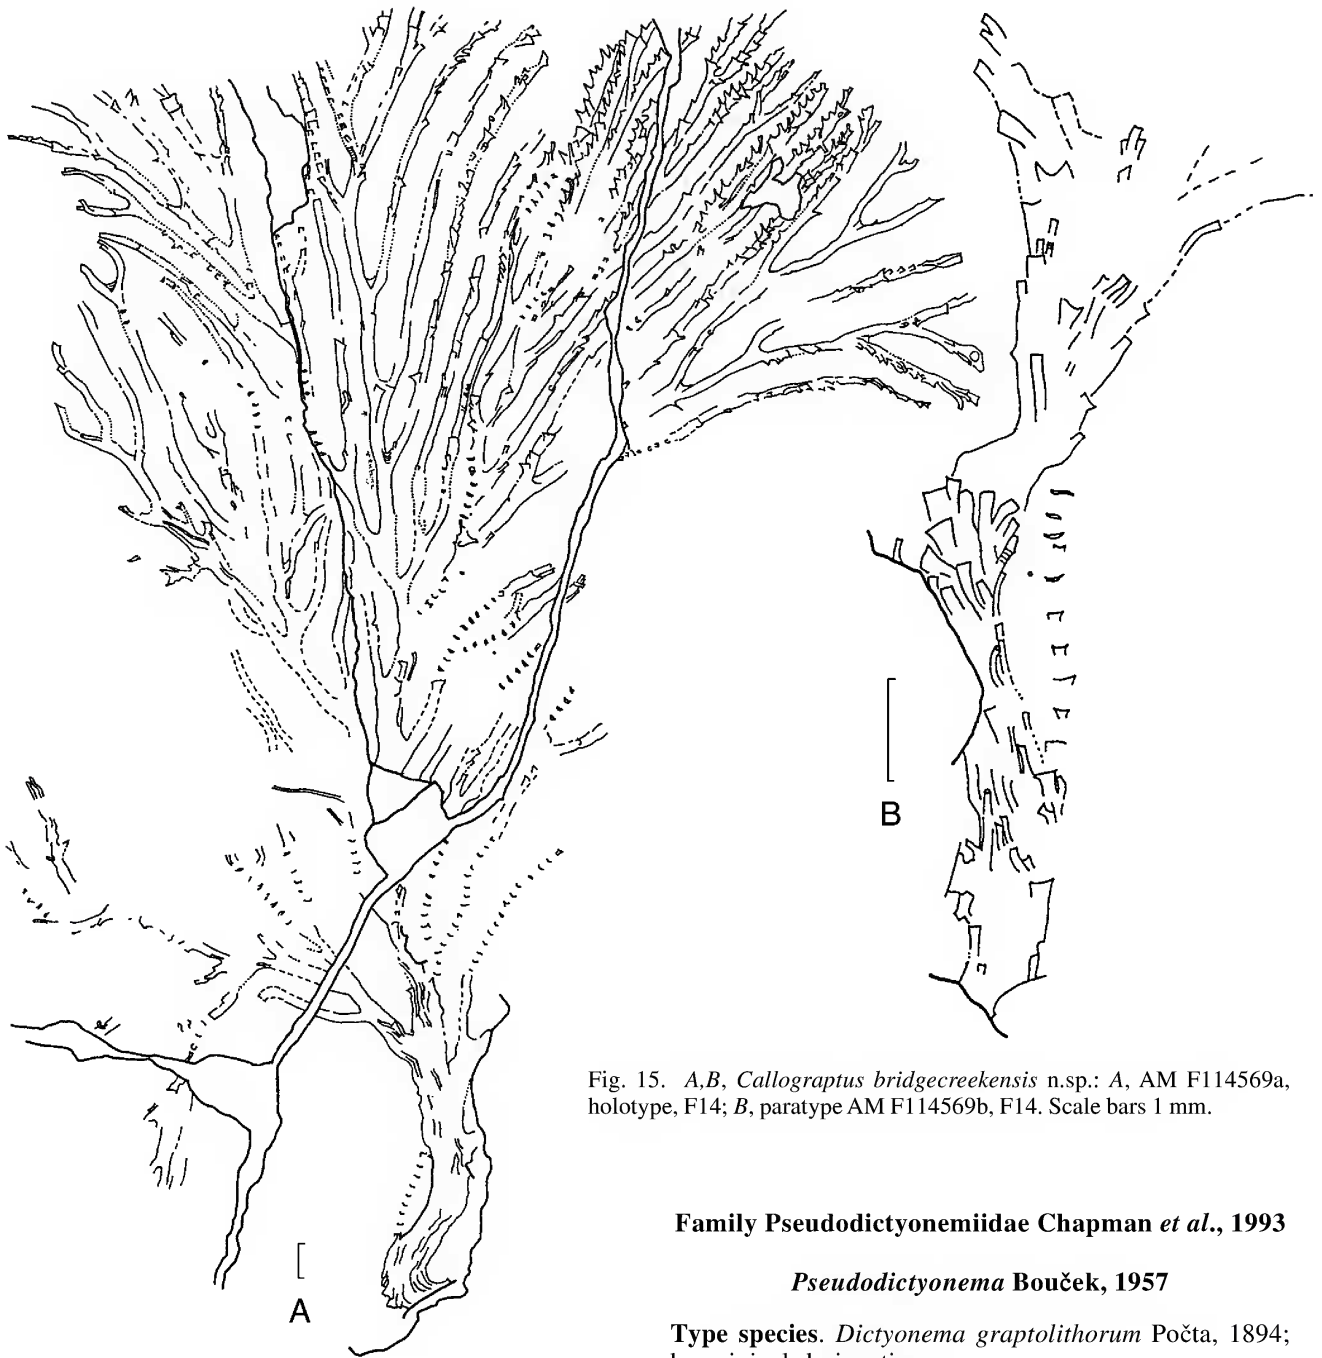 B
Fig. 15. A,B, Callograptus bridgecreekensis n.sp.: A, AM F114569a,
holotype, F14; B, paratype AM F114569b, F14. Scale bars 1 mm.
A
Family Pseudodictyonemiidae Chapman et al., 1993
Pseudodictyonema Bouček, 1957
Type species. Dictyonema graptolithorum Počta, 1894;